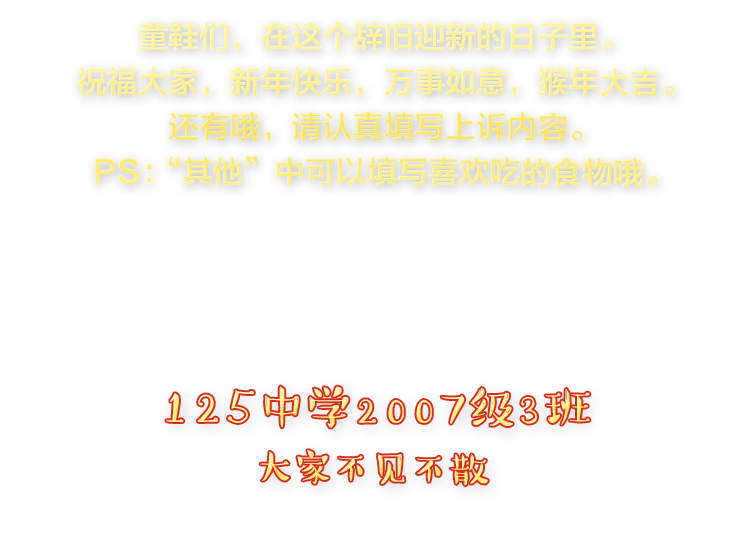 童鞋们，在这个辞旧迎新的日子里。
祝福大家，新年快乐，万事如意，猴年大吉。
还有哦，请认真填写上诉内容。
PS：“其他”中可以填写喜欢吃的食物哦。
125中学2007级3班
大家不见不散